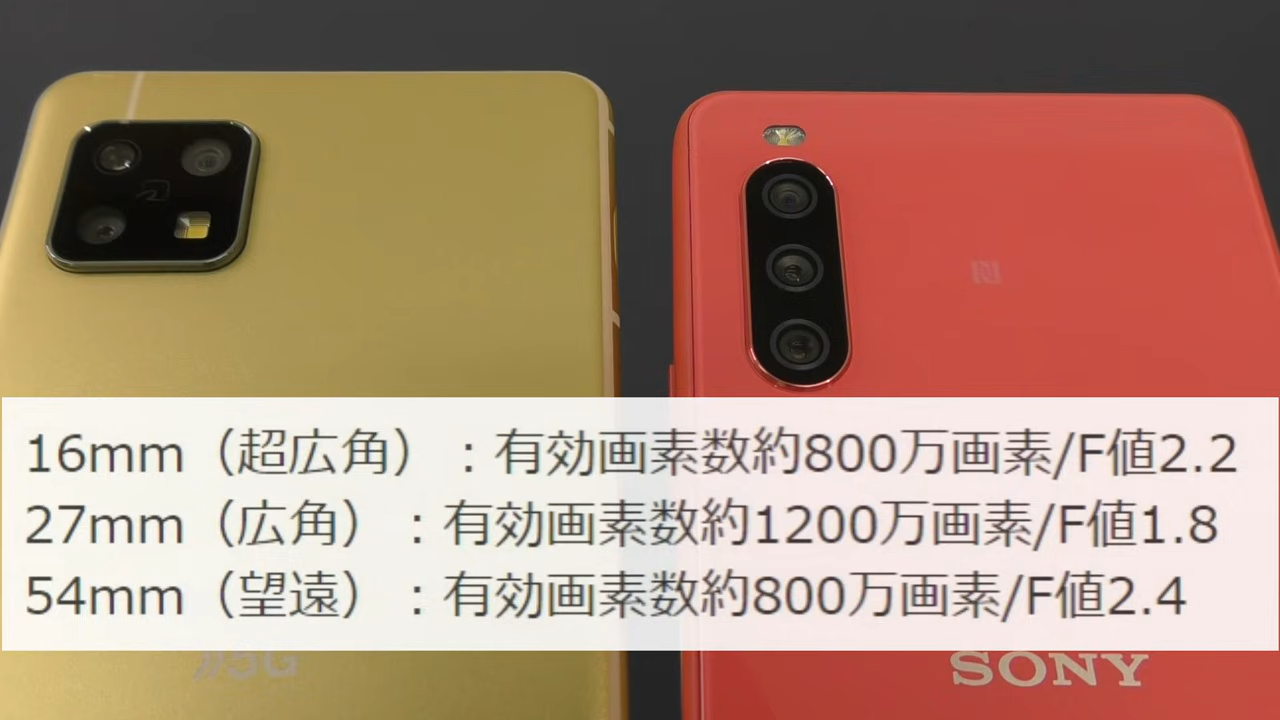 16mm（超広角）：有効画素数約800万画素/F値2.2
27mm（広角）：有効画素数約1200万画素/F値1.8
54mm（望遠）：有効画素数約800万画素/F値2.4
5G
SONY